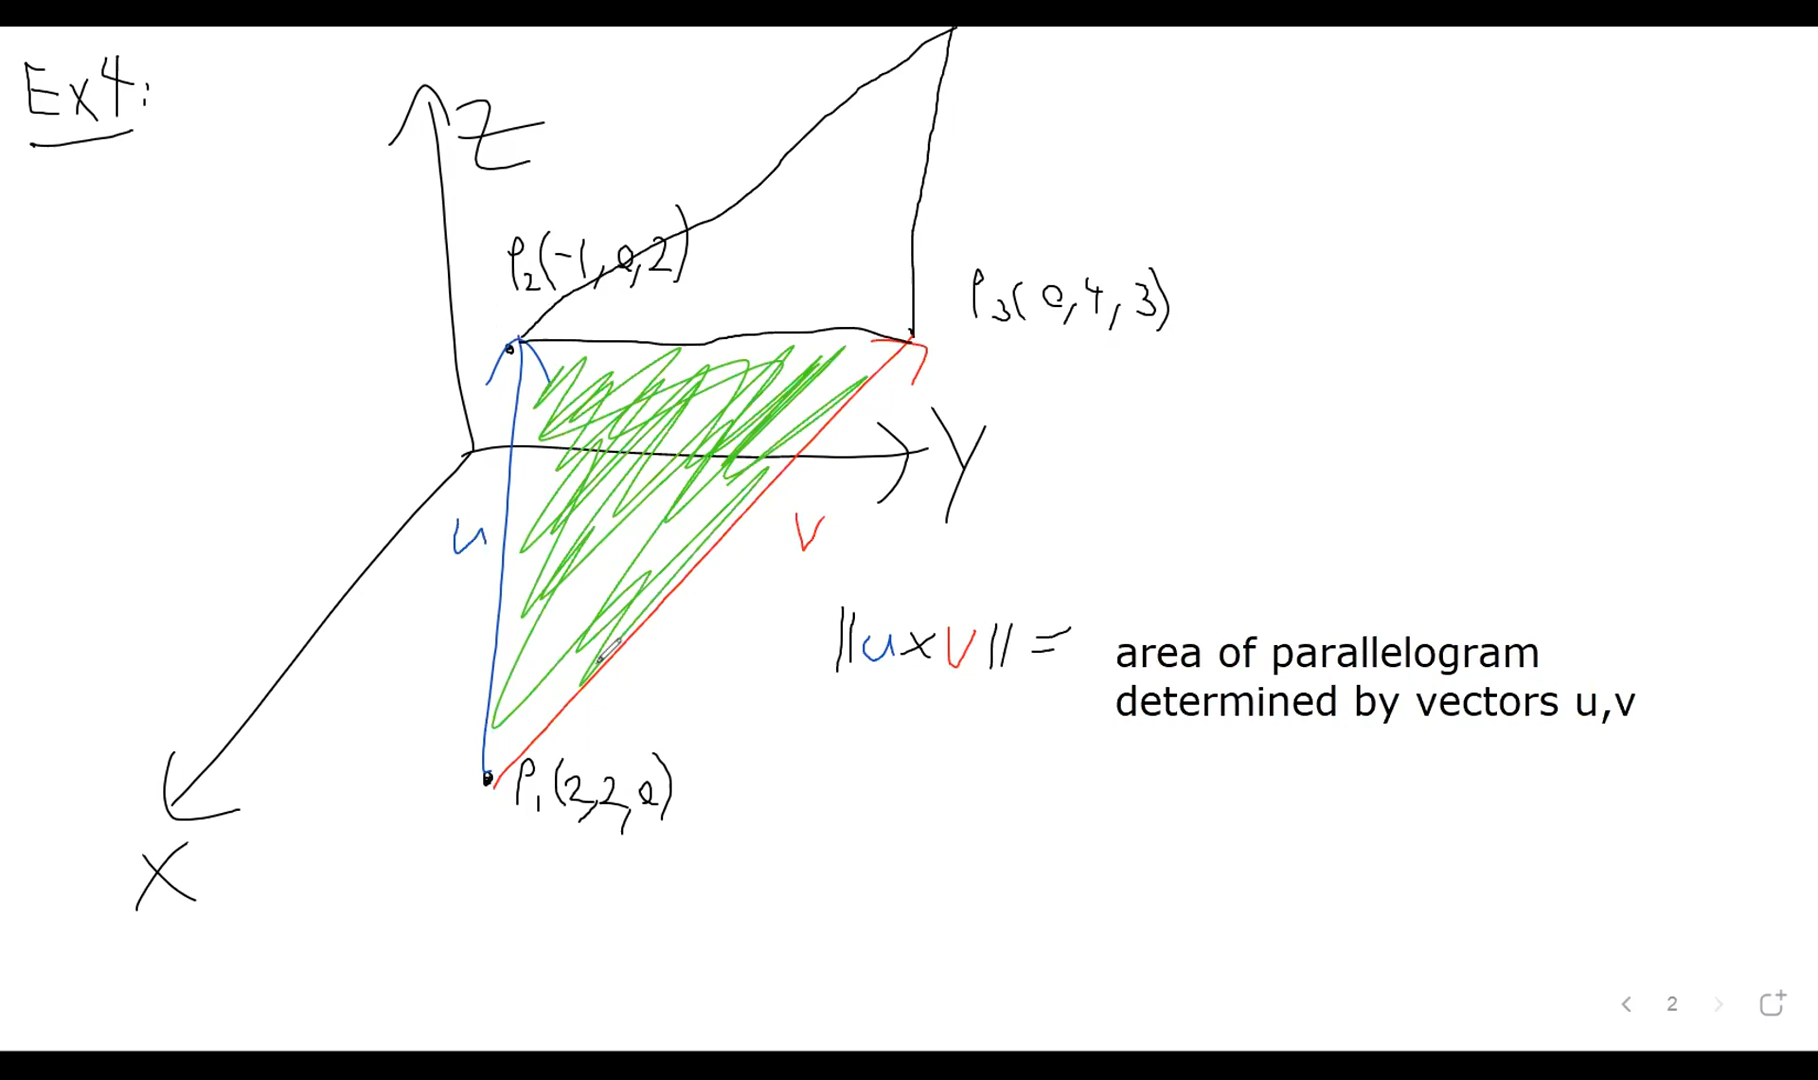 Ex4:
Z
P2(-1,0,2)
P3(0,4,3)
Y
u
v
||uxv|| =
area of parallelogram
determined by vectors u,v
P1(2,2,0)
X
2